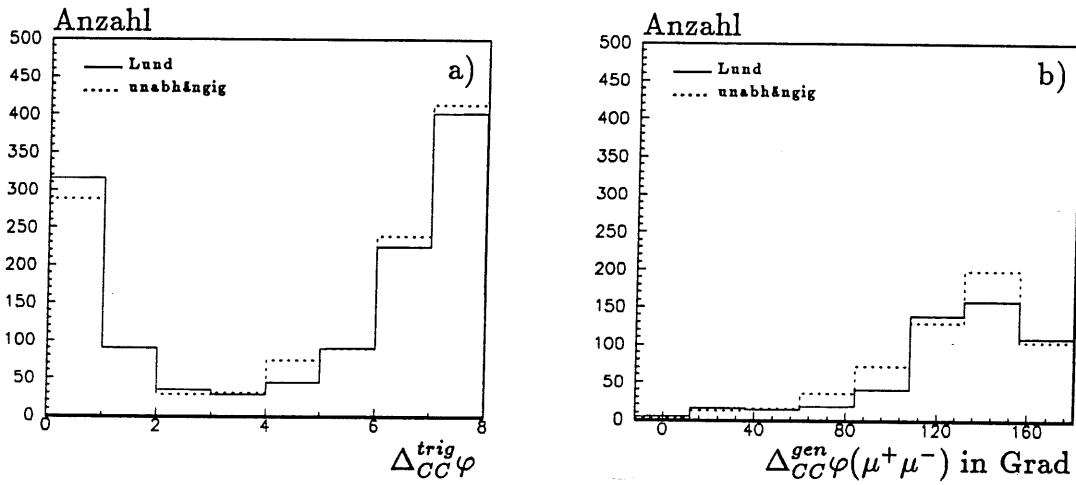 Anzahl
500
450
400
350
300
250
200
150
100
50
0
Lund
unabhängig
a)
0 2 4 6 8
Δ_{CC}^{trig} φ
Anzahl
500
450
400
350
300
250
200
150
100
50
0
Lund
unabhängig
b)
0 40 80 120 160
Δ_{CC}^{gen} φ(μ⁺μ⁻) in Grad